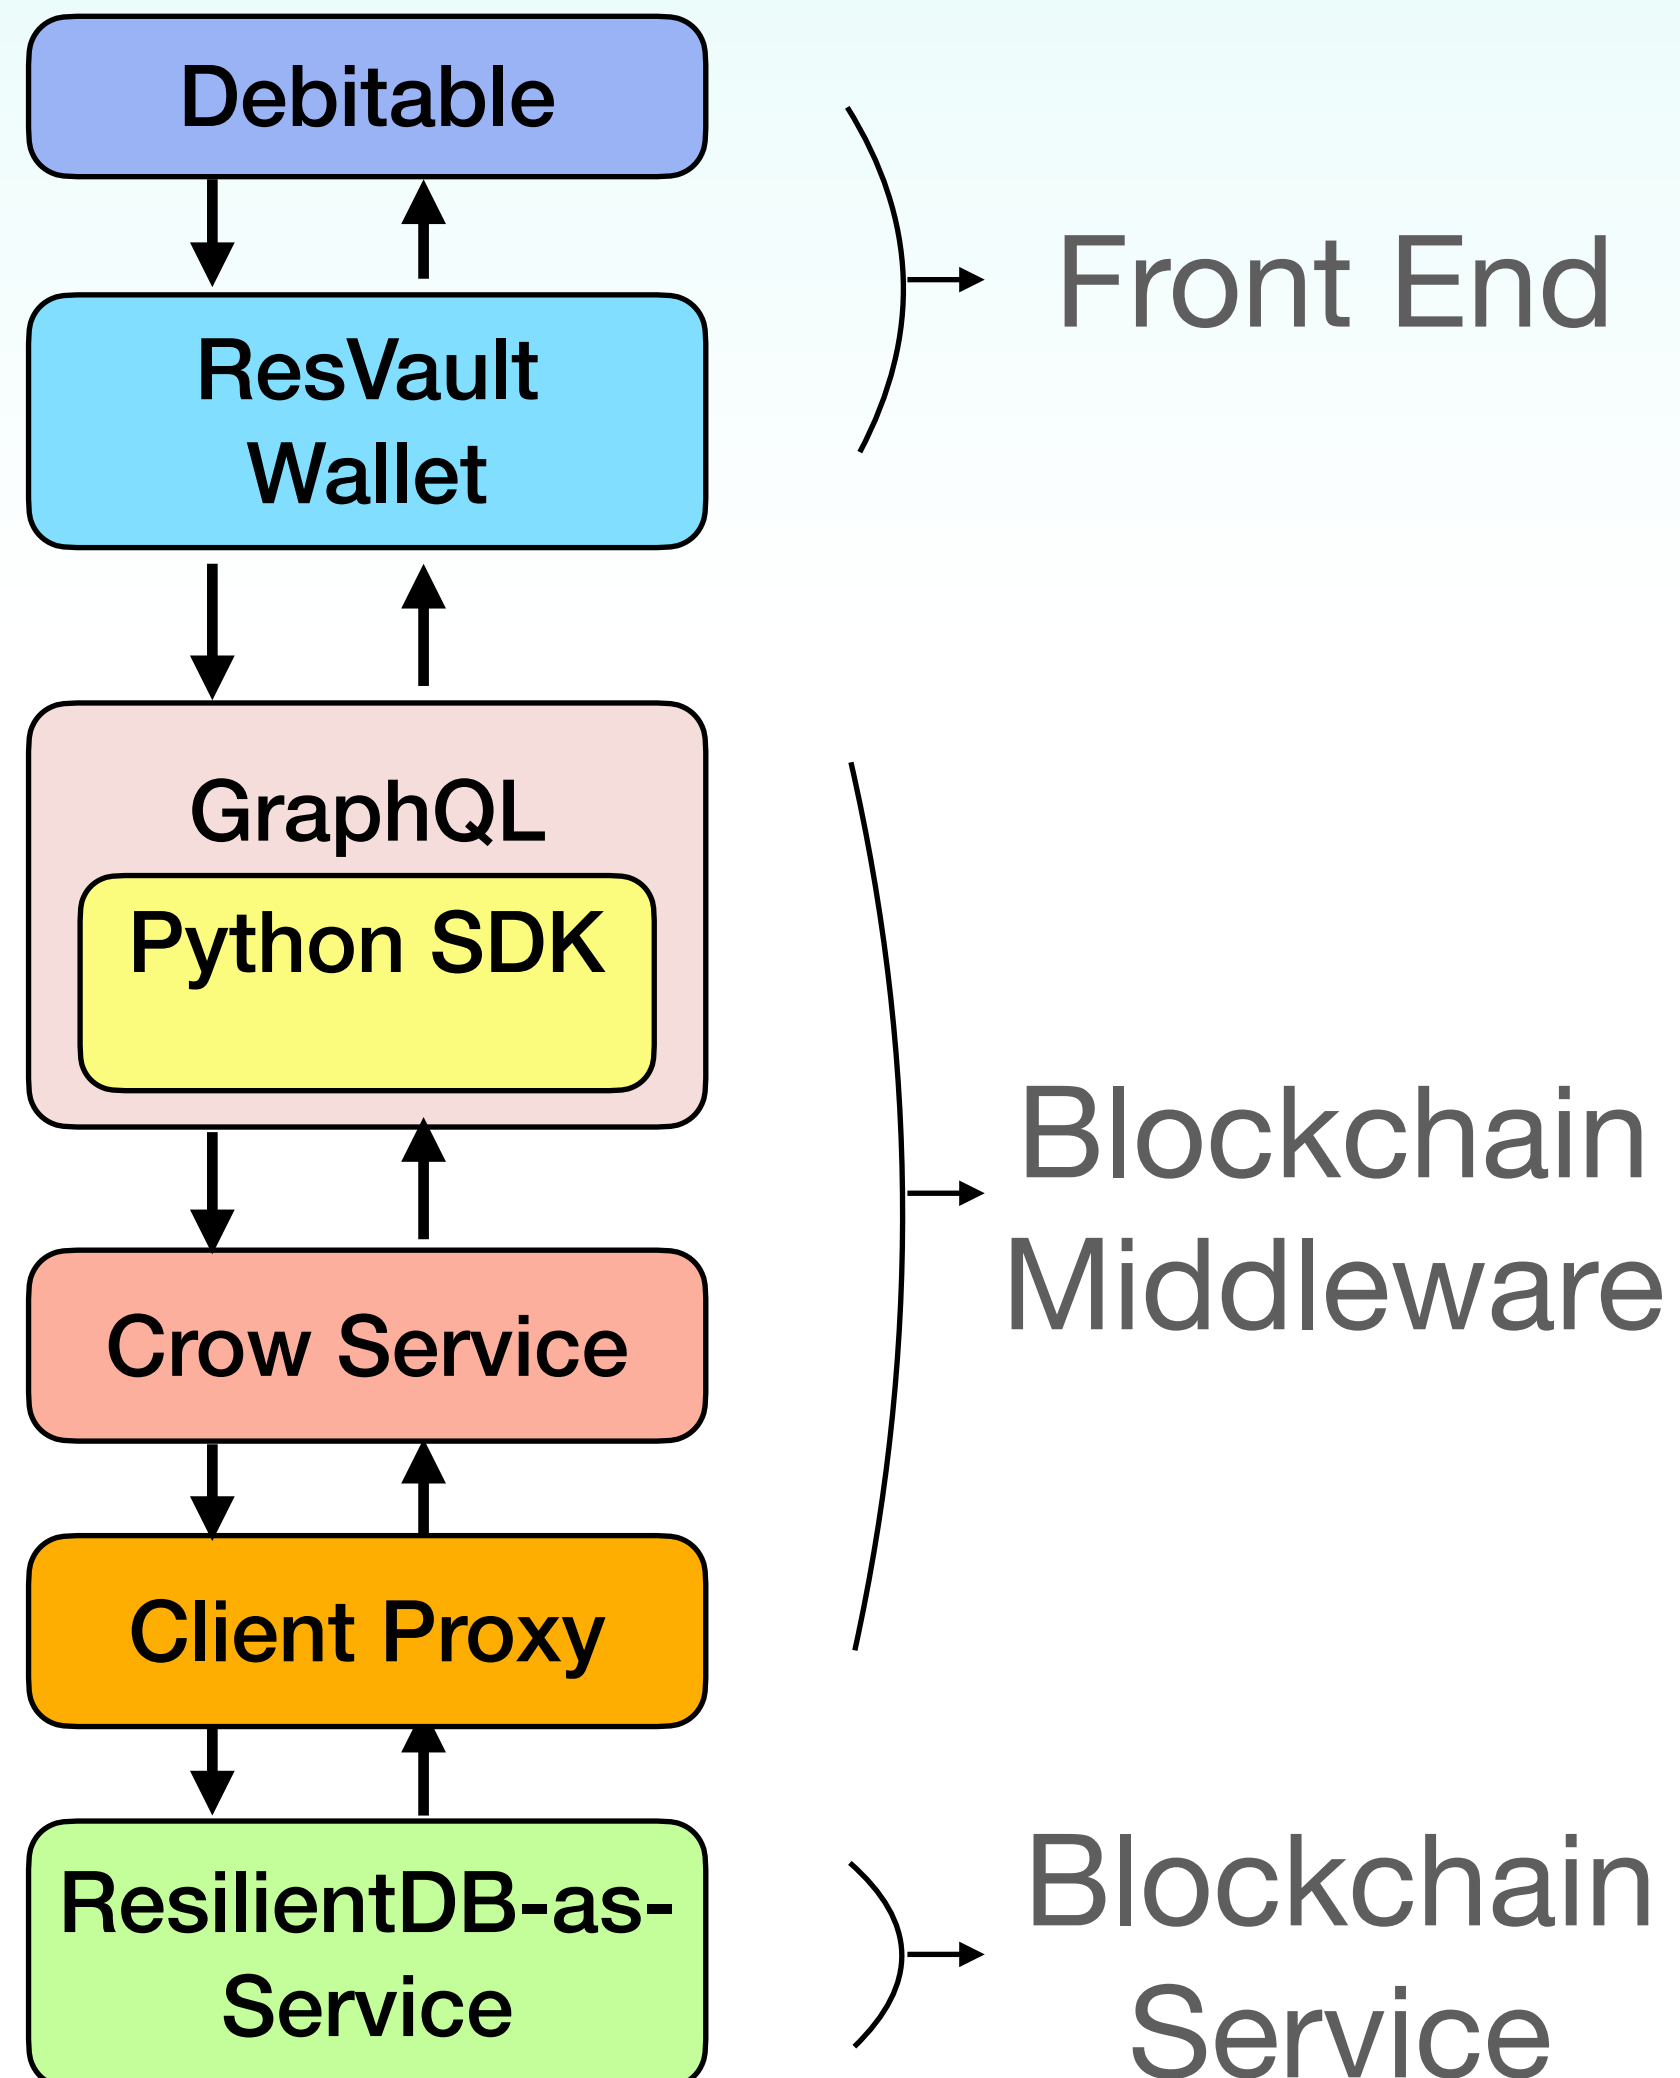 Debitable
Front End
ResVault
Wallet
GraphQL
Python SDK
Blockchain
Middleware
Crow Service
Client Proxy
ResilientDB-as-
Service
Blockchain
Service